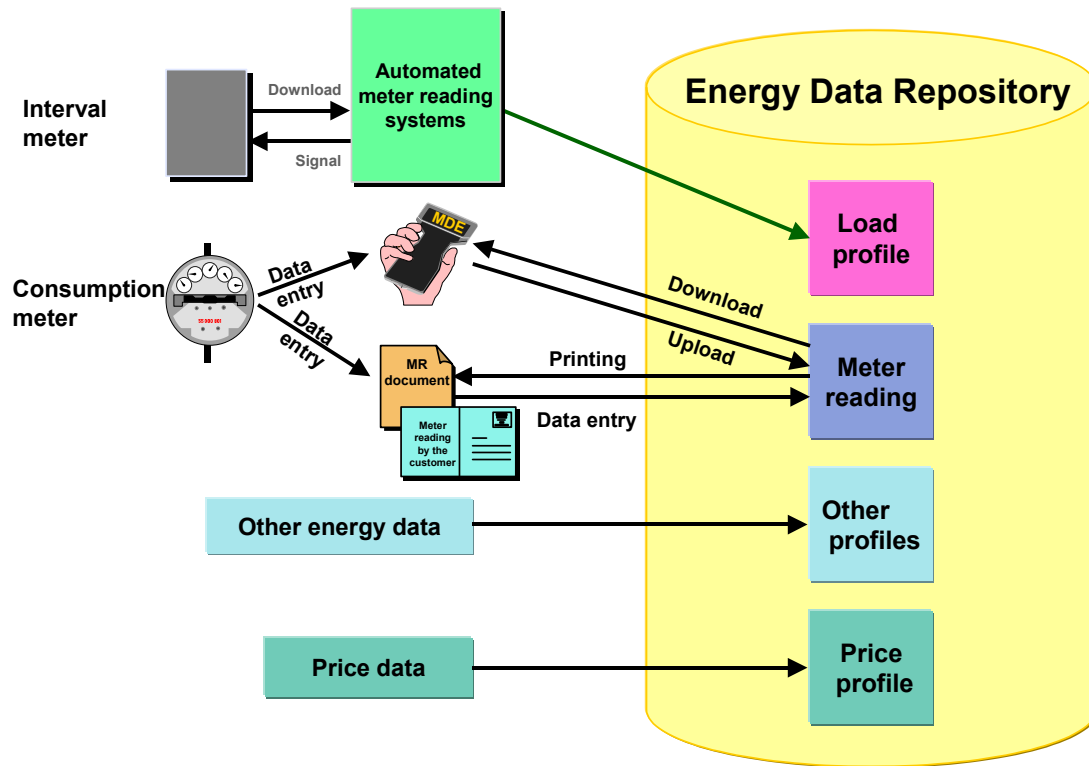 Energy Data Repository
Interval
meter
Download
Signal
Automated
meter reading
systems
Load
profile
MDE
Consumption
meter
Data
entry
Data
entry
Download
Upload
Printing
Data entry
MR
document
Meter
reading
by the
customer
Meter
reading
Other energy data
Other
profiles
Price data
Price
profile